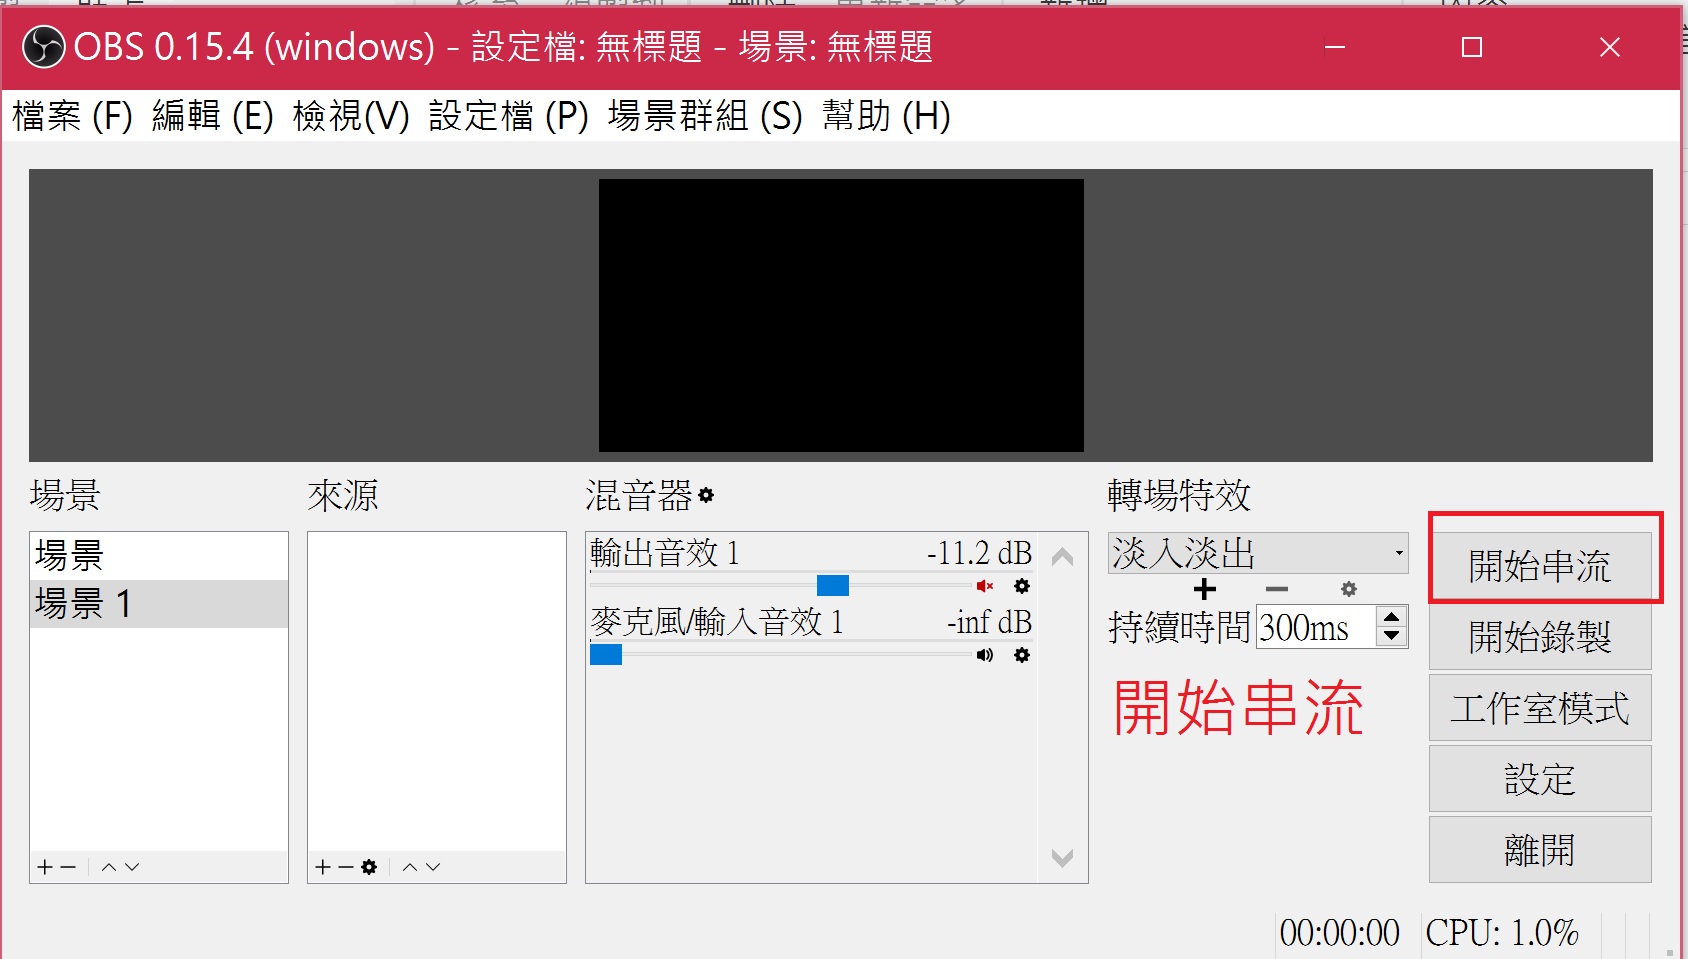 OBS 0.15.4 (windows) - 設定檔: 無標題 - 場景: 無標題
檔案 (F) 編輯 (E) 檢視(V) 設定檔 (P) 場景群組 (S) 幫助 (H)
場景
場景
場景 1
來源
混音器
輸出音效 1 -11.2 dB
麥克風/輸入音效 1 -inf dB
轉場特效
淡入淡出
持續時間 300ms
開始串流
開始串流
開始錄製
工作室模式
設定
離開
00:00:00 CPU: 1.0%